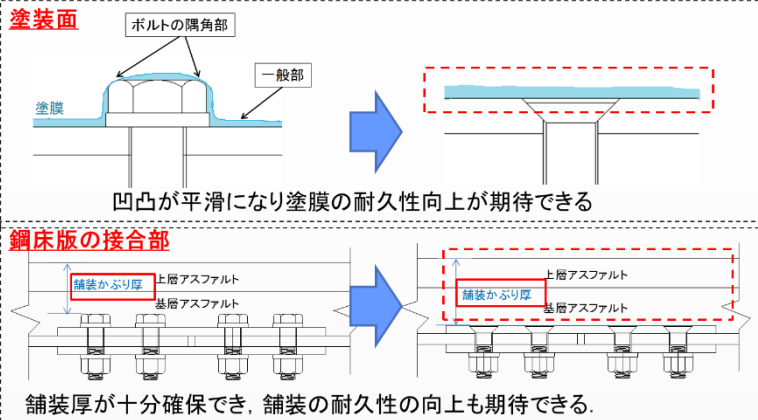 塗装面
ボルトの隅角部
一般部
塗膜
凹凸が平滑になり塗膜の耐久性向上が期待できる
鋼床版の接合部
舗装かぶり厚
上層アスファルト
基層アスファルト
舗装かぶり厚
上層アスファルト
基層アスファルト
舗装厚が十分確保でき，舗装の耐久性の向上も期待できる．